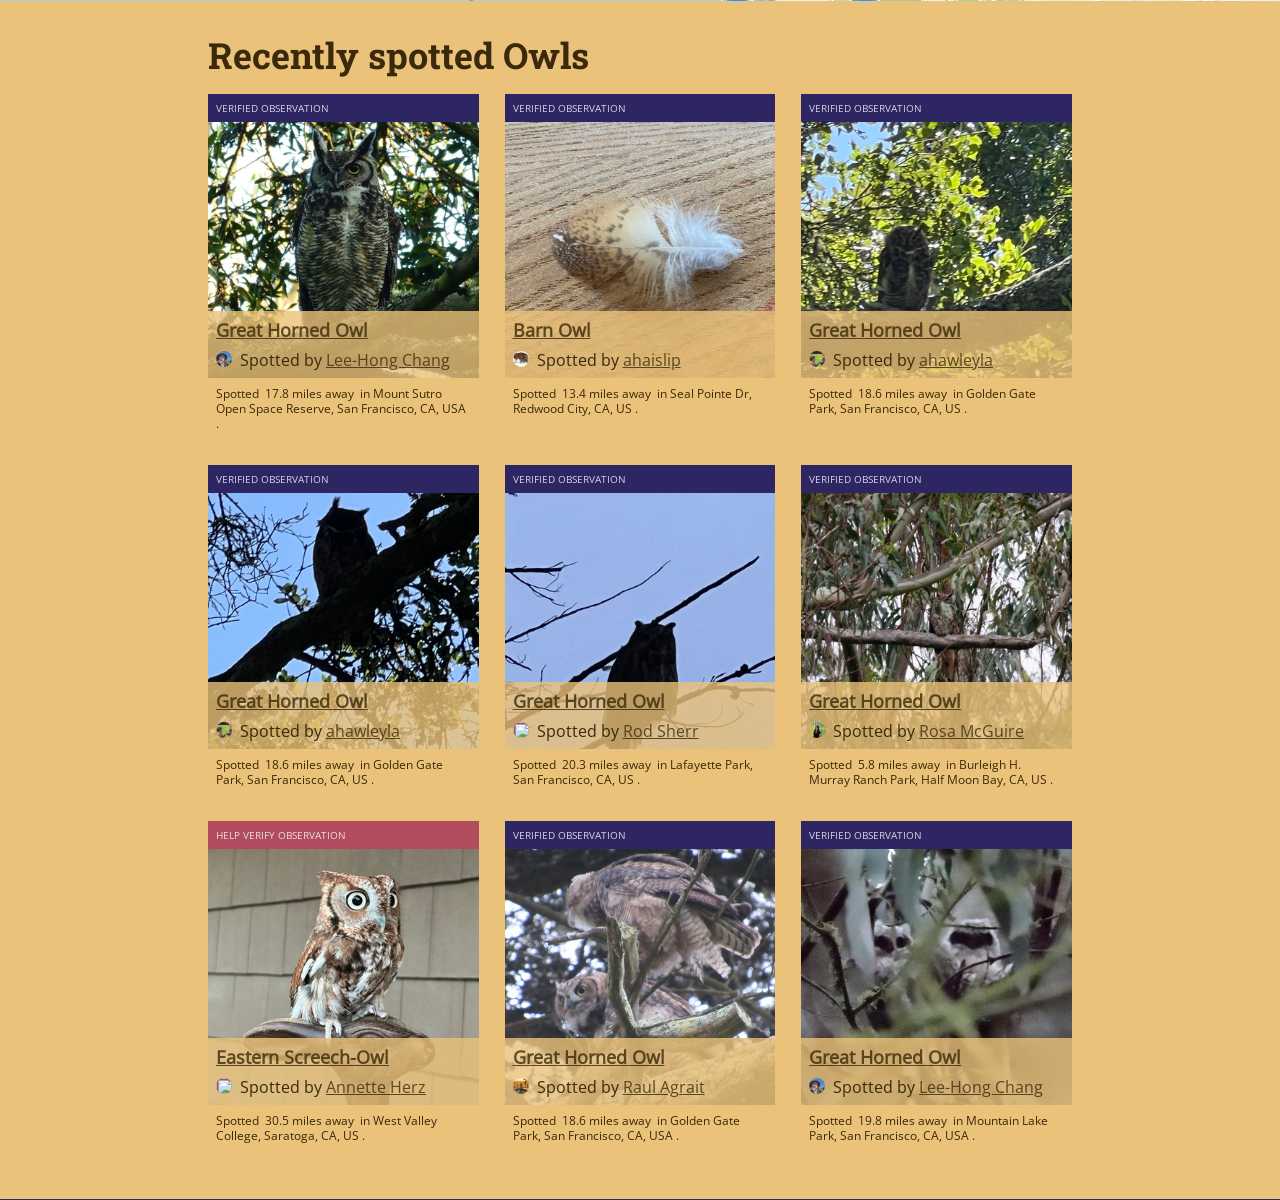 Recently spotted Owls
VERIFIED OBSERVATION
Great Horned Owl
Spotted by Lee-Hong Chang
Spotted 17.8 miles away in Mount Sutro
Open Space Reserve, San Francisco, CA, USA
.
VERIFIED OBSERVATION
Barn Owl
Spotted by ahaislip
Spotted 13.4 miles away in Seal Pointe Dr,
Redwood City, CA, US .
VERIFIED OBSERVATION
Great Horned Owl
Spotted by ahawleyla
Spotted 18.6 miles away in Golden Gate
Park, San Francisco, CA, US .
VERIFIED OBSERVATION
Great Horned Owl
Spotted by ahawleyla
Spotted 18.6 miles away in Golden Gate
Park, San Francisco, CA, US .
VERIFIED OBSERVATION
Great Horned Owl
Spotted by Rod Sherr
Spotted 20.3 miles away in Lafayette Park,
San Francisco, CA, US .
VERIFIED OBSERVATION
Great Horned Owl
Spotted by Rosa McGuire
Spotted 5.8 miles away in Burleigh H.
Murray Ranch Park, Half Moon Bay, CA, US .
HELP VERIFY OBSERVATION
Eastern Screech-Owl
Spotted by Annette Herz
Spotted 30.5 miles away in West Valley
College, Saratoga, CA, US .
VERIFIED OBSERVATION
Great Horned Owl
Spotted by Raul Agrait
Spotted 18.6 miles away in Golden Gate
Park, San Francisco, CA, USA .
VERIFIED OBSERVATION
Great Horned Owl
Spotted by Lee-Hong Chang
Spotted 19.8 miles away in Mountain Lake
Park, San Francisco, CA, USA .